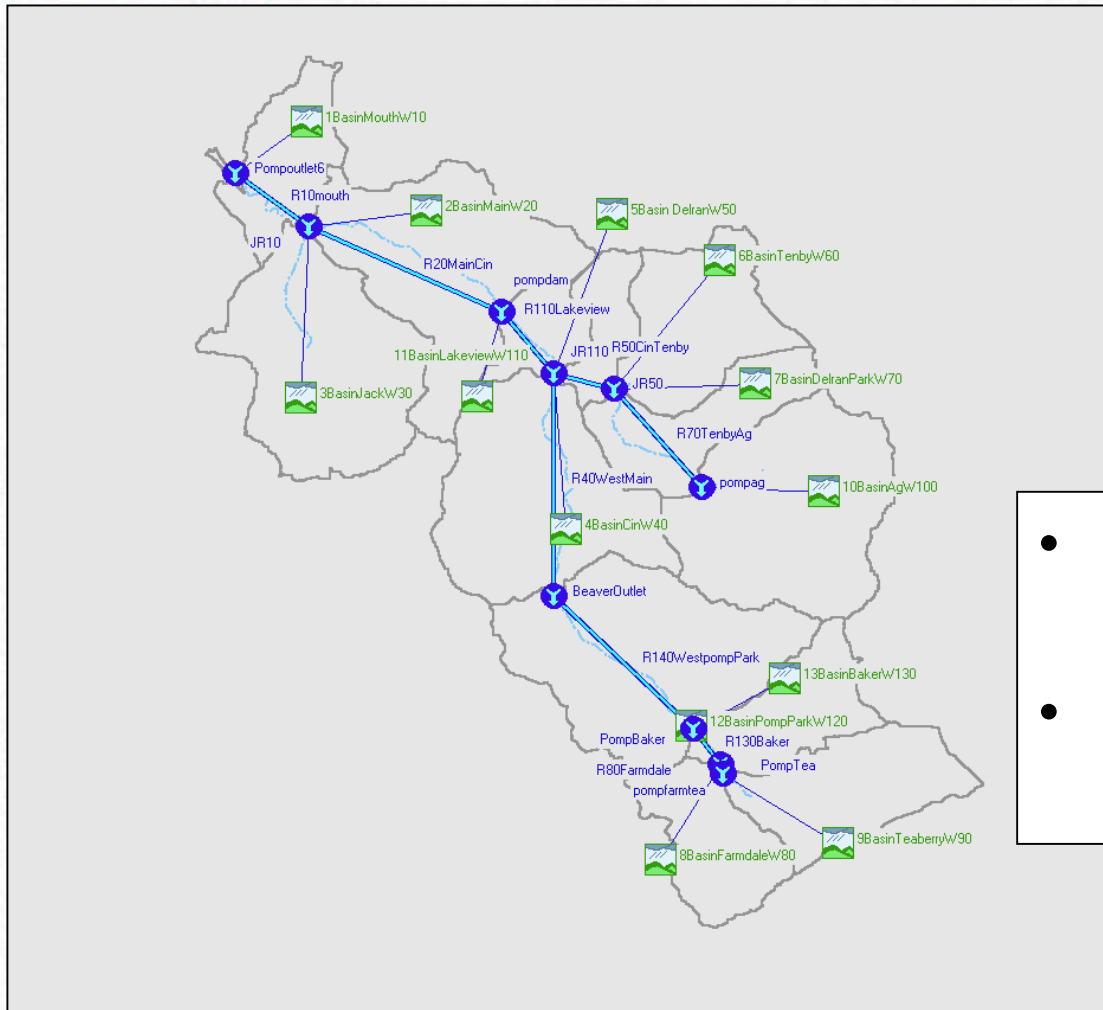 1BasinMouthW10
Pompoutlet6
R10mouth
2BasinMainW20
5Basin DelranW50
JR10
6BasinTenbyW60
R20MainCin
pompdam
R110Lakeview
R50CinTenby
JR110
11BasinLakeviewW110
7BasinDelranParkW70
JR50
3BasinJackW30
R70TenbyAg
R40WestMain
pompag
10BasinAgW100
4BasinCinW40
BeaverOutlet
R140WestpompPark
13BasinBakerW130
12BasinPompParkW120
PompBaker
R130Baker
R80Farmdale
PompTea
pompfarmtea
9BasinTeaberryW90
8BasinFarmdaleW80